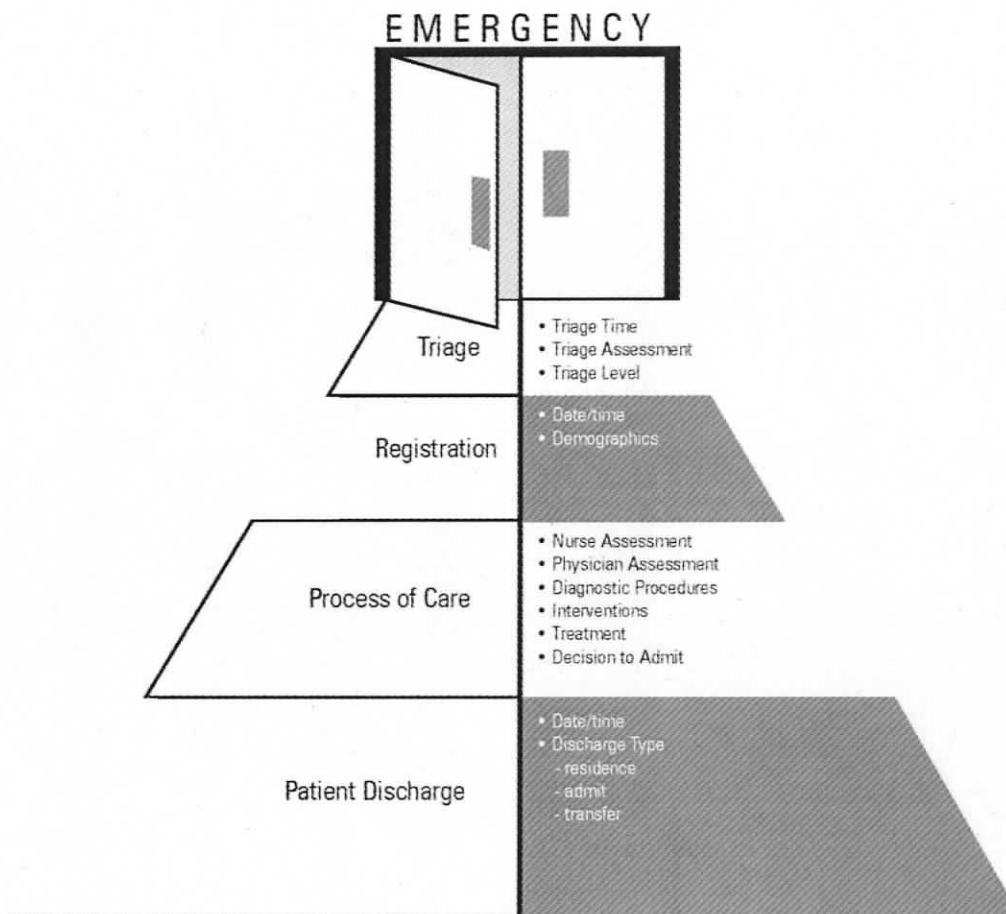 EMERGENCY
Triage
• Triage Time
• Triage Assessment
• Triage Level
Registration
• Date/time
• Demographics
Process of Care
• Nurse Assessment
• Physician Assessment
• Diagnostic Procedures
• Interventions
• Treatment
• Decision to Admit
Patient Discharge
• Date/time
• Discharge Type
- residence
- admit
- transfer